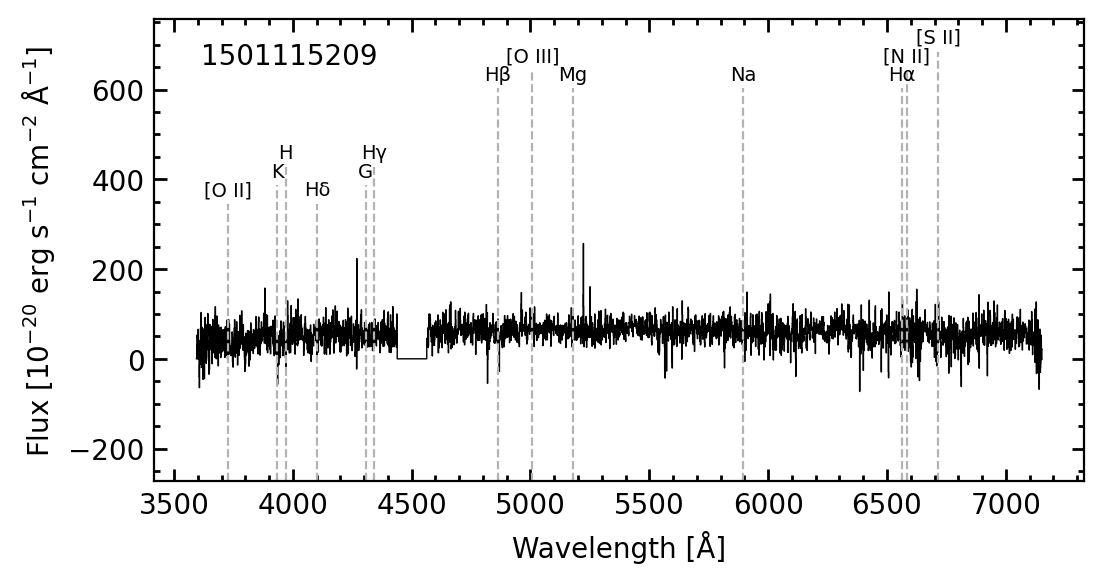 1501115209
[S II]
[N II]
[O III]
Hβ
Mg
Na
Hα
H
Hγ
K
G
[O II]
Hδ
600
400
200
0
−200
Flux [10⁻²⁰ erg s⁻¹ cm⁻² Å⁻¹]
3500 4000 4500 5000 5500 6000 6500 7000
Wavelength [Å]